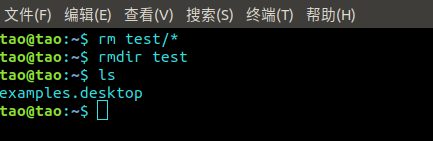 文件(F) 编辑(E) 查看(V) 搜索(S) 终端(T) 帮助(H)
tao@tao:~$ rm test/*
tao@tao:~$ rmdir test
tao@tao:~$ ls
examples.desktop
tao@tao:~$